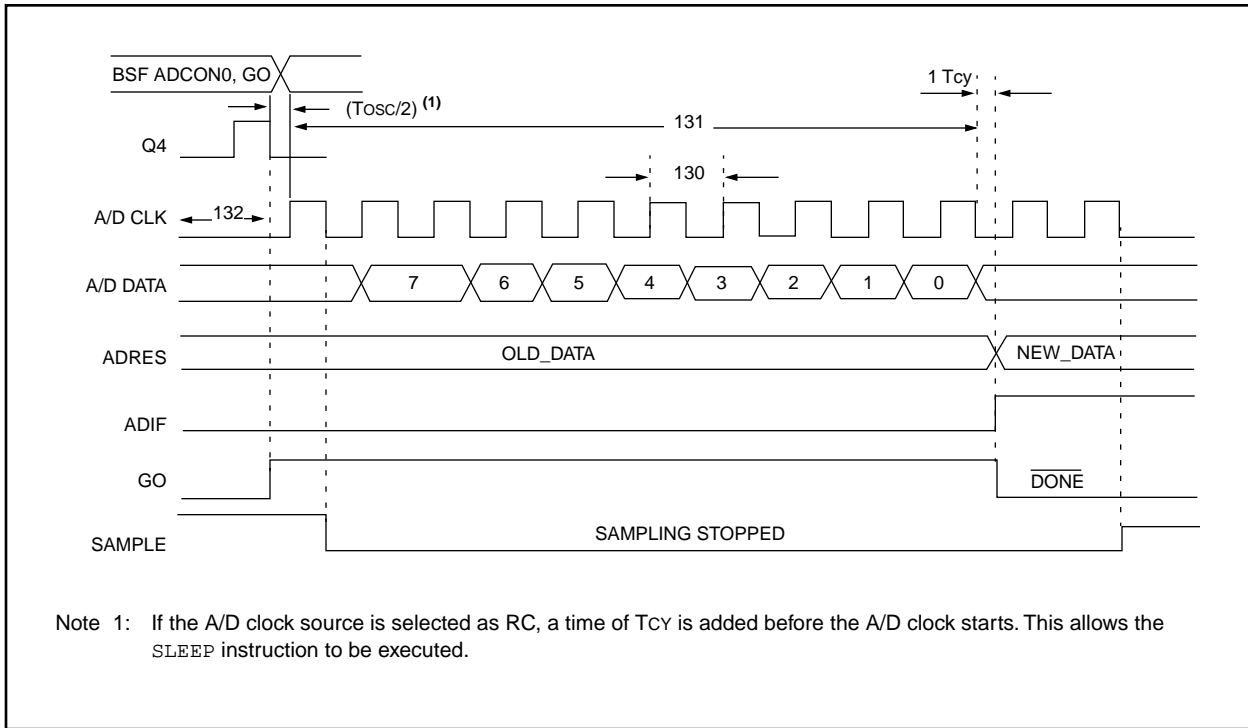 BSF ADCON0, GO
1 Tcy
(TOSC/2) (1)
131
Q4
130
A/D CLK
132
A/D DATA
7 6 5 4 3 2 1 0
ADRES
OLD_DATA
NEW_DATA
ADIF
GO
DONE
SAMPLE
SAMPLING STOPPED
Note 1: If the A/D clock source is selected as RC, a time of TCY is added before the A/D clock starts. This allows the
SLEEP instruction to be executed.